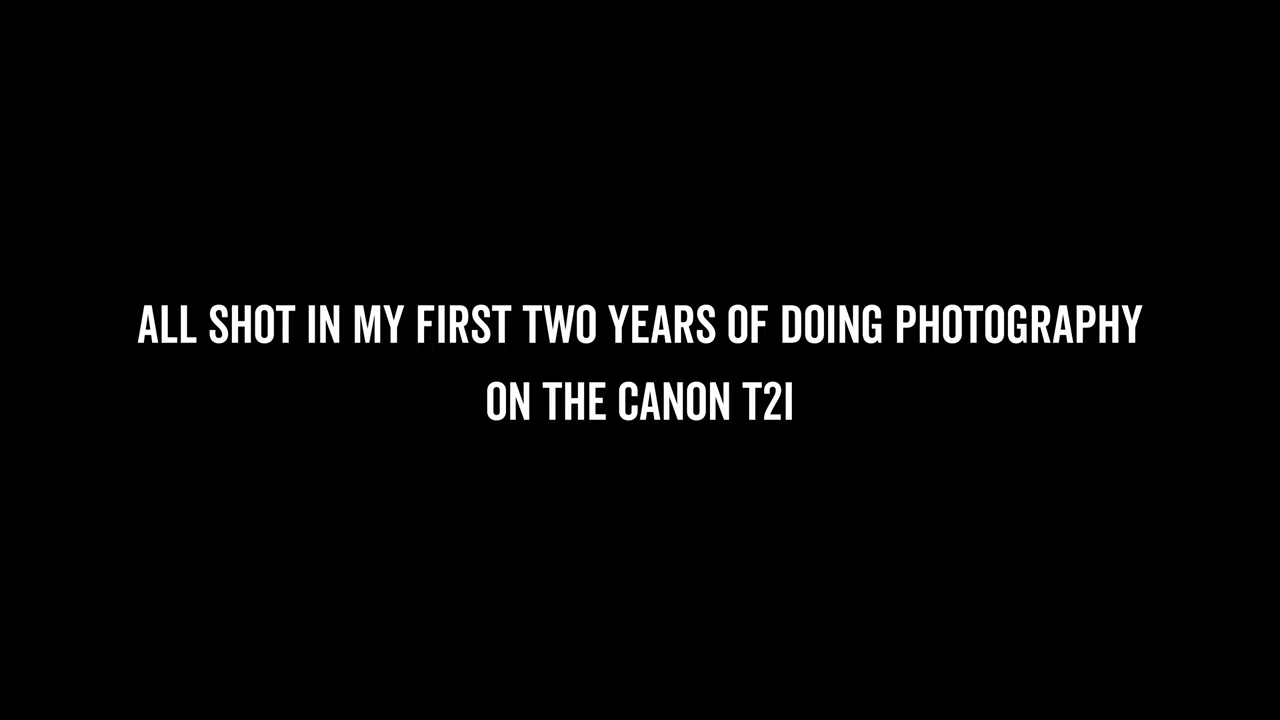 ALL SHOT IN MY FIRST TWO YEARS OF DOING PHOTOGRAPHY
ON THE CANON T2I